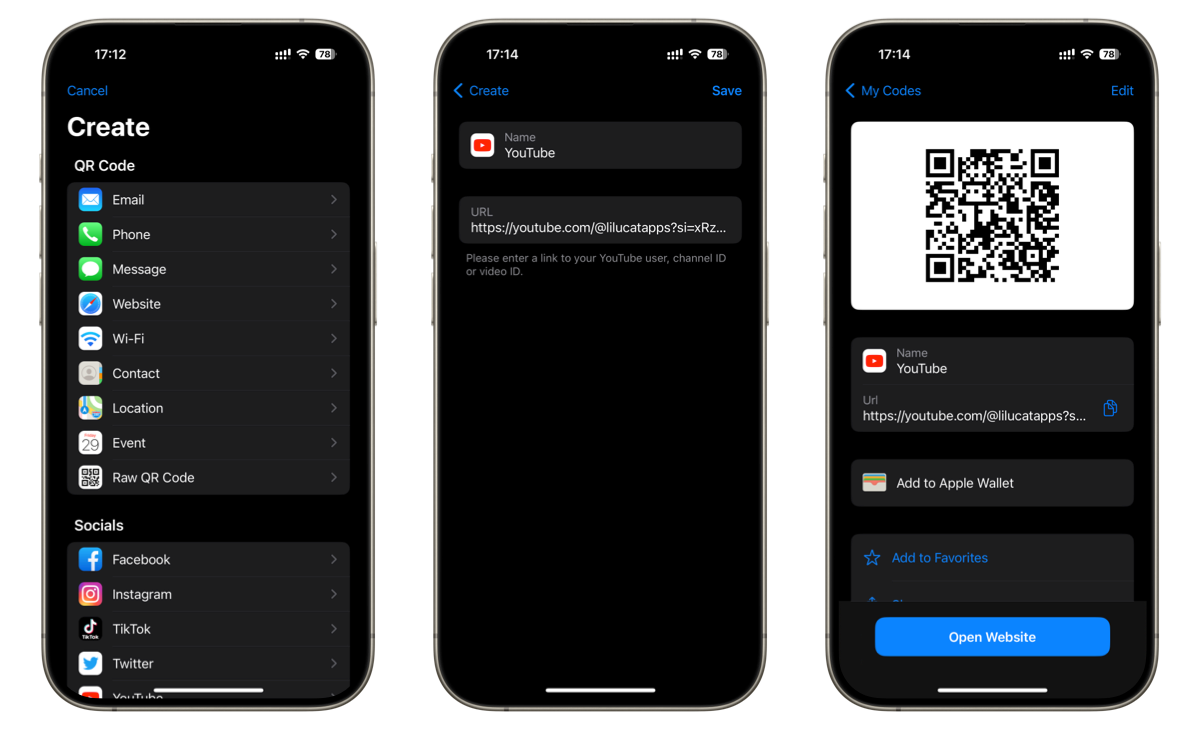 17:12
78
Cancel
Create
QR Code
Email
Phone
Message
Website
Wi-Fi
Contact
Location
29
Event
Raw QR Code
Socials
Facebook
Instagram
TikTok
TikTok
Twitter
YouTube
17:14
78
Create
Save
Name
YouTube
URL
https://youtube.com/@lilucatapps?si=xRz...
Please enter a link to your YouTube user, channel ID
or video ID.
17:14
78
My Codes
Edit
Name
YouTube
Url
https://youtube.com/@lilucatapps?s...
Add to Apple Wallet
Add to Favorites
Open Website